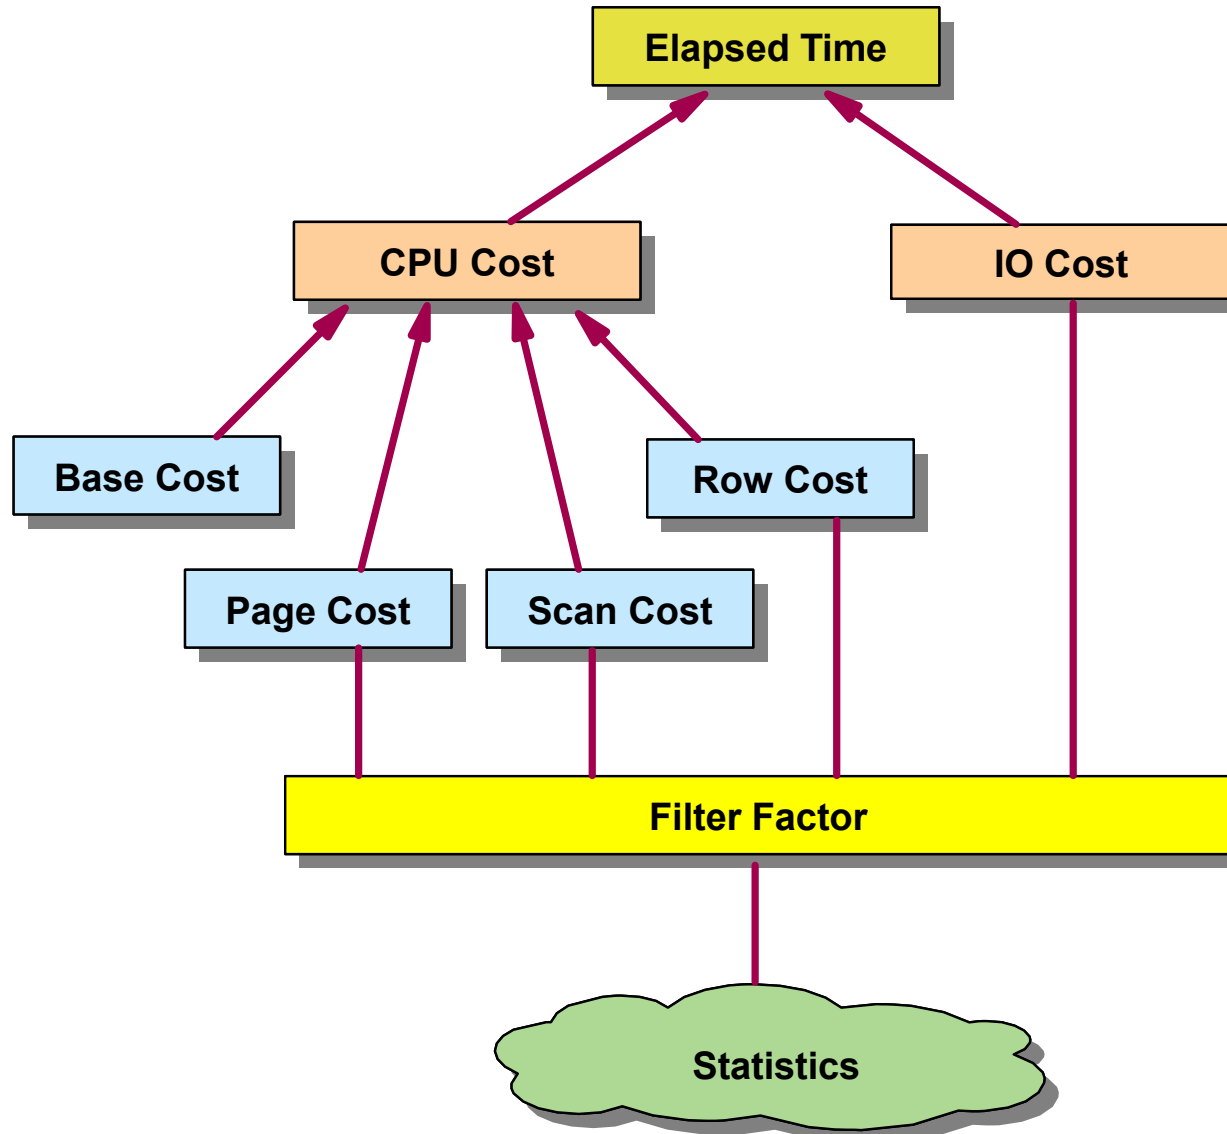 Elapsed Time
CPU Cost
IO Cost
Base Cost
Row Cost
Page Cost
Scan Cost
Filter Factor
Statistics